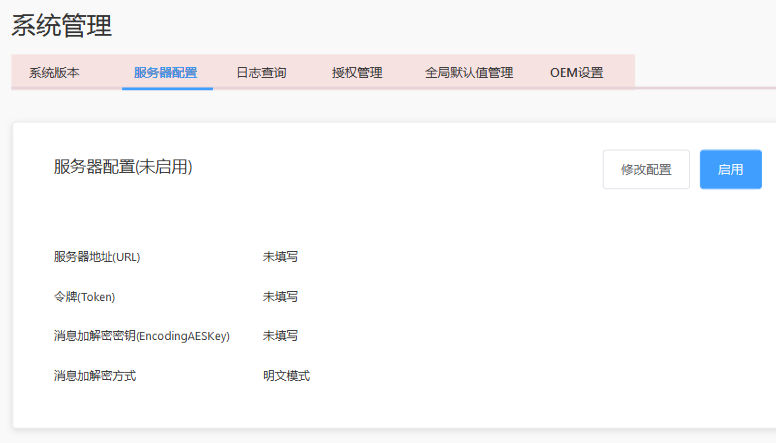 系统管理
系统版本 服务器配置 日志查询 授权管理 全局默认值管理 OEM设置
服务器配置(未启用) 修改配置 启用
服务器地址(URL) 未填写
令牌(Token) 未填写
消息加解密密钥(EncodingAESKey) 未填写
消息加解密方式 明文模式